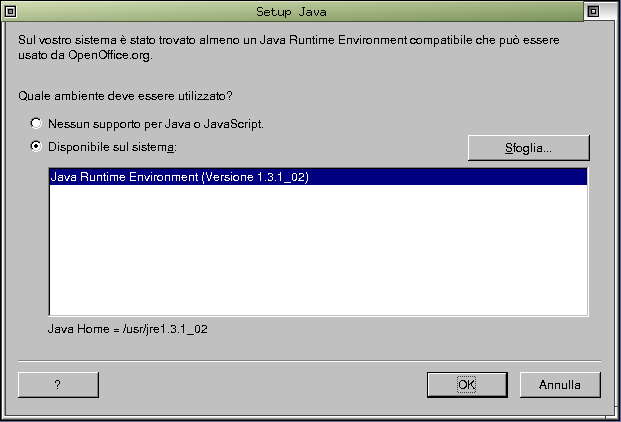 Setup Java
Sul vostro sistema è stato trovato almeno un Java Runtime Environment compatibile che può essere
usato da OpenOffice.org.
Quale ambiente deve essere utilizzato?
Nessun supporto per Java o JavaScript.
Disponibile sul sistema:
Sfoglia...
Java Runtime Environment (Versione 1.3.1_02)
Java Home = /usr/jre1.3.1_02
? OK Annulla